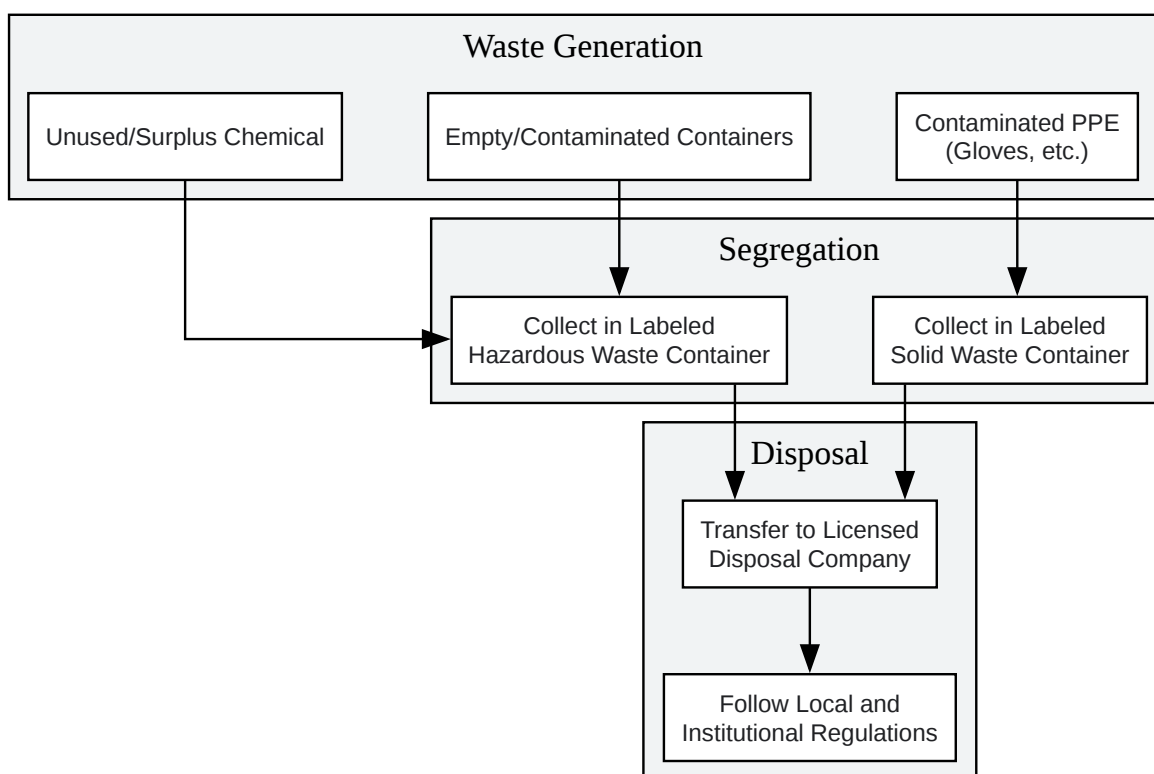 Waste Generation
Unused/Surplus Chemical
Empty/Contaminated Containers
Contaminated PPE
(Gloves, etc.)
Segregation
Collect in Labeled
Hazardous Waste Container
Collect in Labeled
Solid Waste Container
Disposal
Transfer to Licensed
Disposal Company
Follow Local and
Institutional Regulations